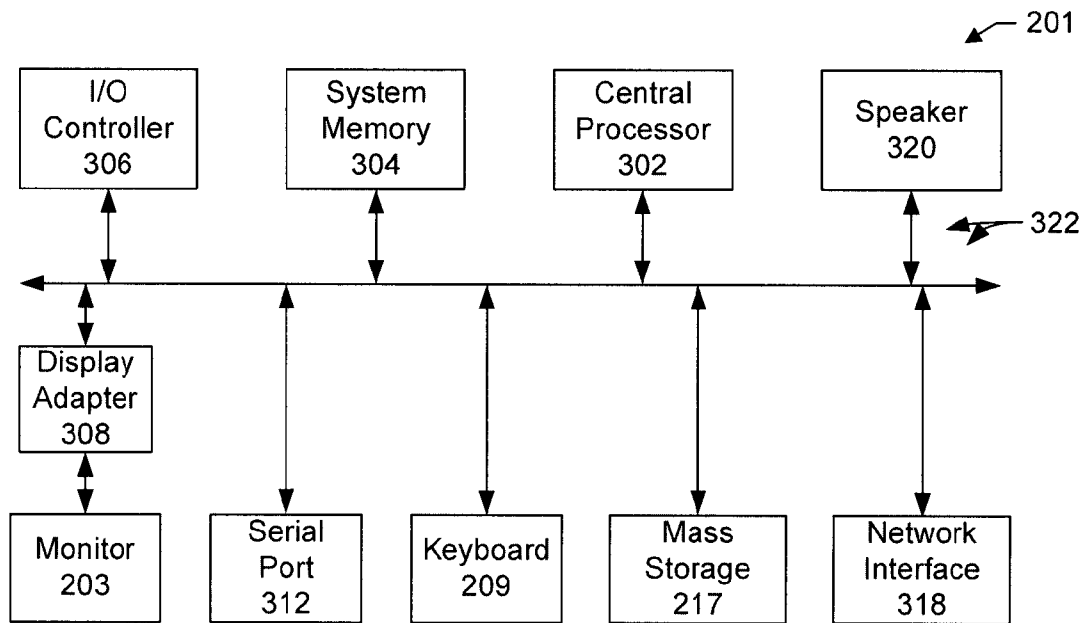 201
I/O
Controller
306
System
Memory
304
Central
Processor
302
Speaker
320
322
Display
Adapter
308
Monitor
203
Serial
Port
312
Keyboard
209
Mass
Storage
217
Network
Interface
318